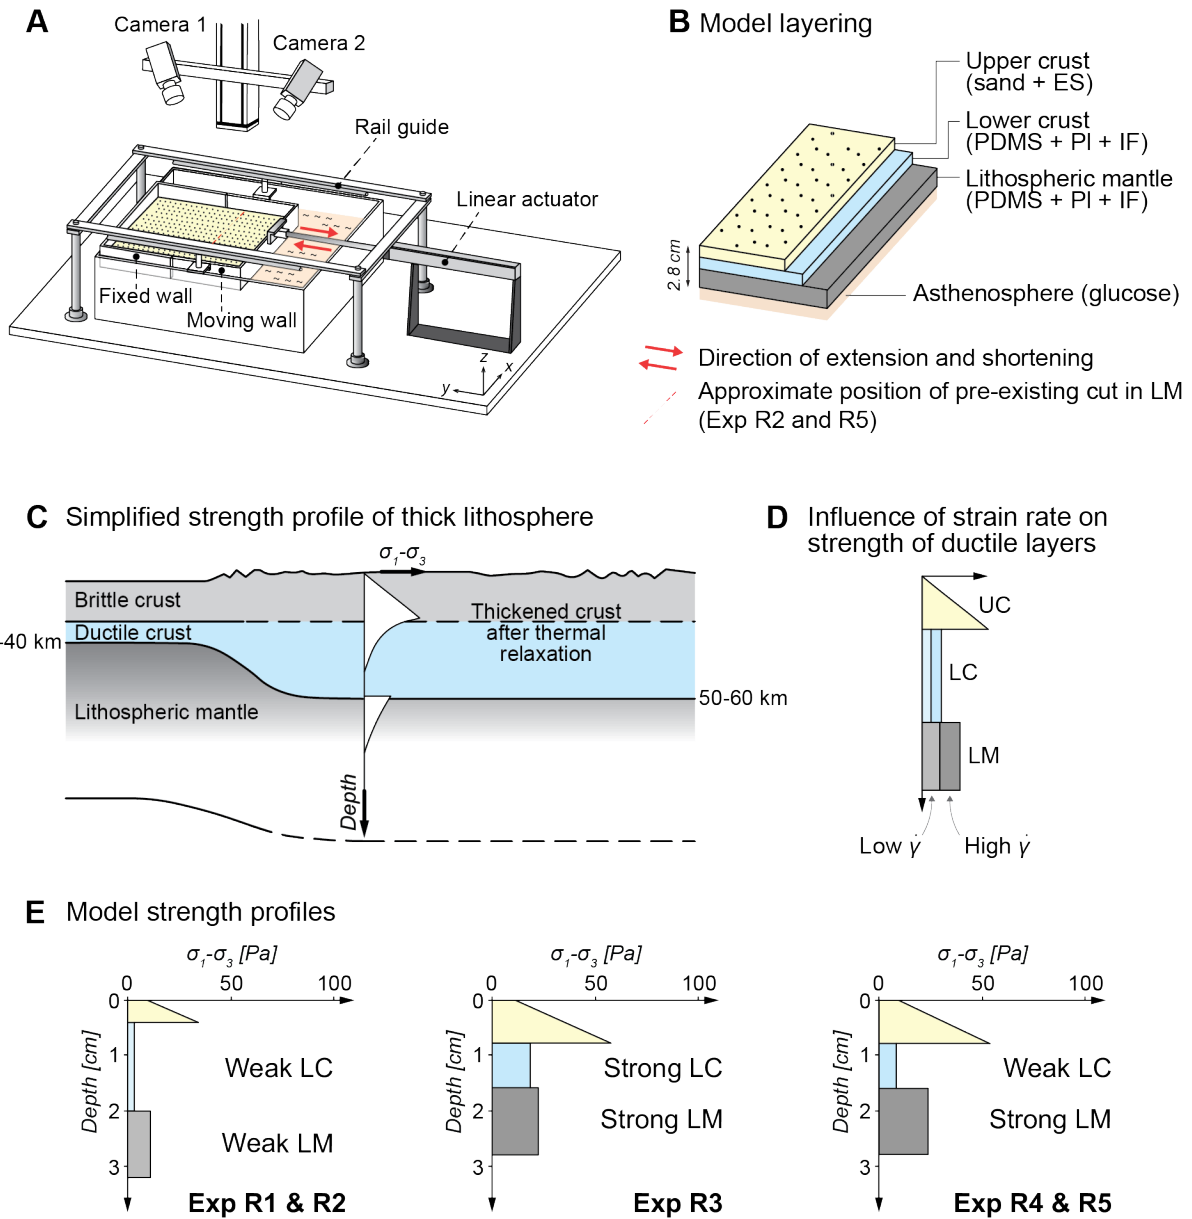 A
Camera 1
Camera 2
Rail guide
Linear actuator
Fixed wall
Moving wall
z
x
y
B Model layering
Upper crust
(sand + ES)
Lower crust
(PDMS + Pl + IF)
Lithospheric mantle
(PDMS + Pl + IF)
2.8 cm
Asthenosphere (glucose)
Direction of extension and shortening
Approximate position of pre-existing cut in LM
(Exp R2 and R5)
C Simplified strength profile of thick lithosphere
σ1-σ3
Brittle crust
Ductile crust
-40 km
Lithospheric mantle
Thickened crust
after thermal
relaxation
50-60 km
Depth
D Influence of strain rate on
strength of ductile layers
UC
LC
LM
Low γ̇
High γ̇
E Model strength profiles
σ1-σ3 [Pa]
0 50 100
0
1
2
3
Depth [cm]
Weak LC
Weak LM
Exp R1 & R2
σ1-σ3 [Pa]
0 50 100
0
1
2
3
Depth [cm]
Strong LC
Strong LM
Exp R3
σ1-σ3 [Pa]
0 50 100
0
1
2
3
Depth [cm]
Weak LC
Strong LM
Exp R4 & R5